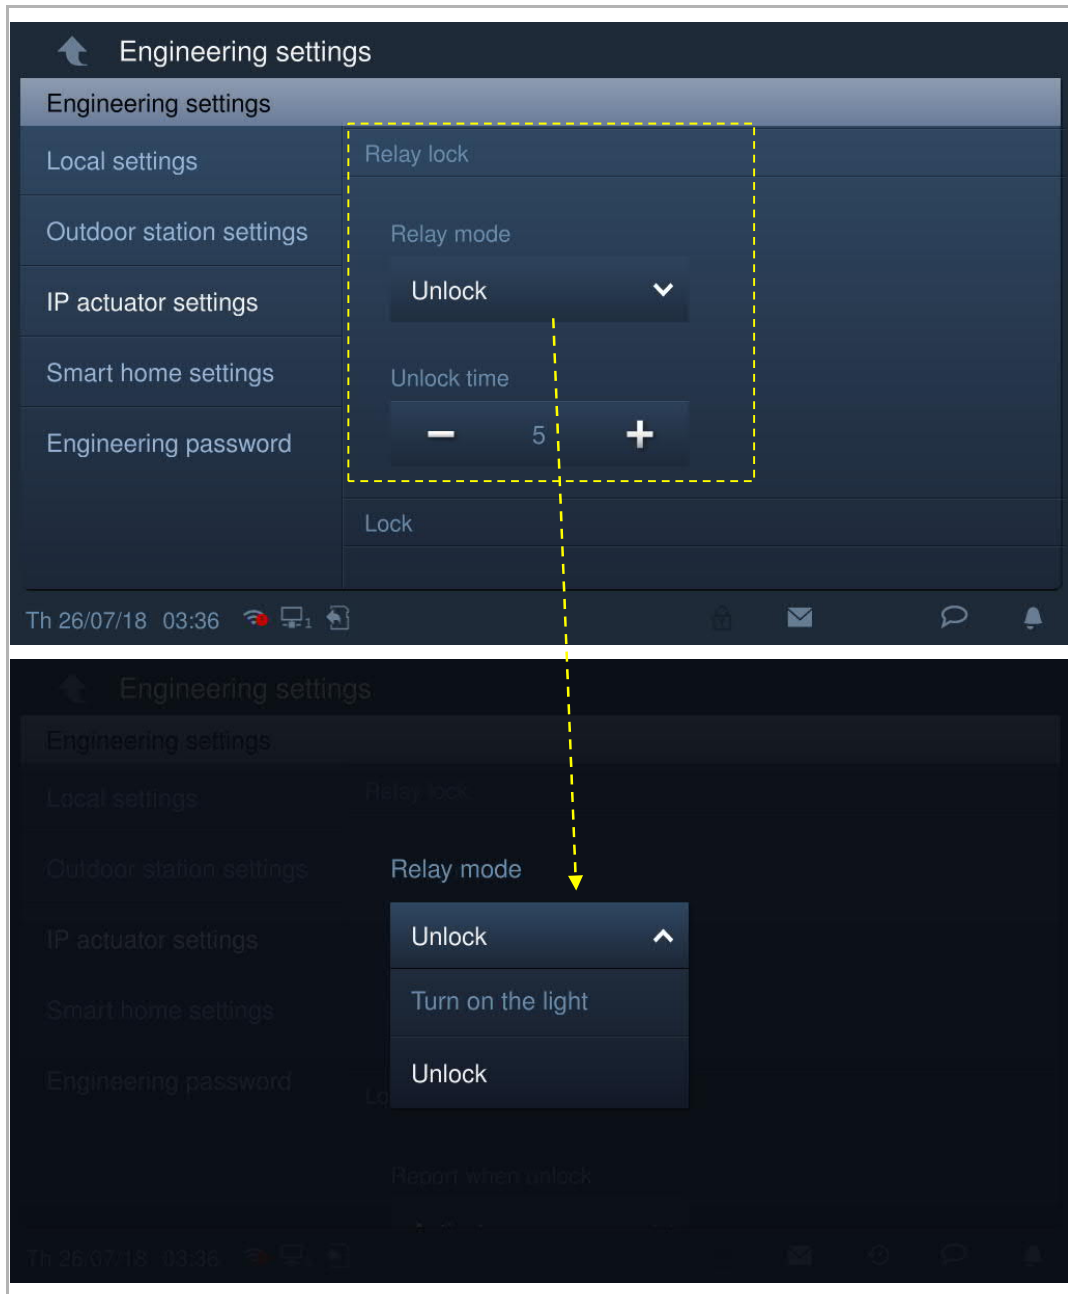 Engineering settings
Engineering settings
Local settings
Outdoor station settings
IP actuator settings
Smart home settings
Engineering password
Relay lock
Relay mode
Unlock
Unlock time
5
Lock
Th 26/07/18 03:36
1
Engineering settings
Engineering settings
Local settings
Outdoor station settings
IP actuator settings
Smart home settings
Engineering password
Relay lock
Relay mode
Unlock
Turn on the light
Unlock
Lo
Report when unlock
Th 26/07/18 03:36